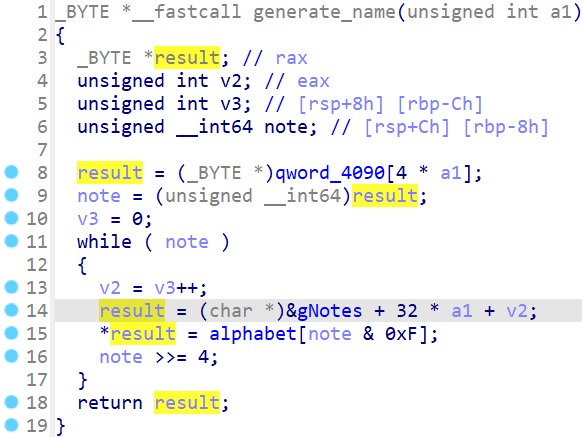 1 _BYTE *__fastcall generate_name(unsigned int a1)
2 {
3   _BYTE *result; // rax
4   unsigned int v2; // eax
5   unsigned int v3; // [rsp+8h] [rbp-Ch]
6   unsigned __int64 note; // [rsp+Ch] [rbp-8h]
7
8   result = (_BYTE *)qword_4090[4 * a1];
9   note = (unsigned __int64)result;
10   v3 = 0;
11   while ( note )
12   {
13     v2 = v3++;
14     result = (char *)&gNotes + 32 * a1 + v2;
15     *result = alphabet[note & 0xF];
16     note >>= 4;
17   }
18   return result;
19 }